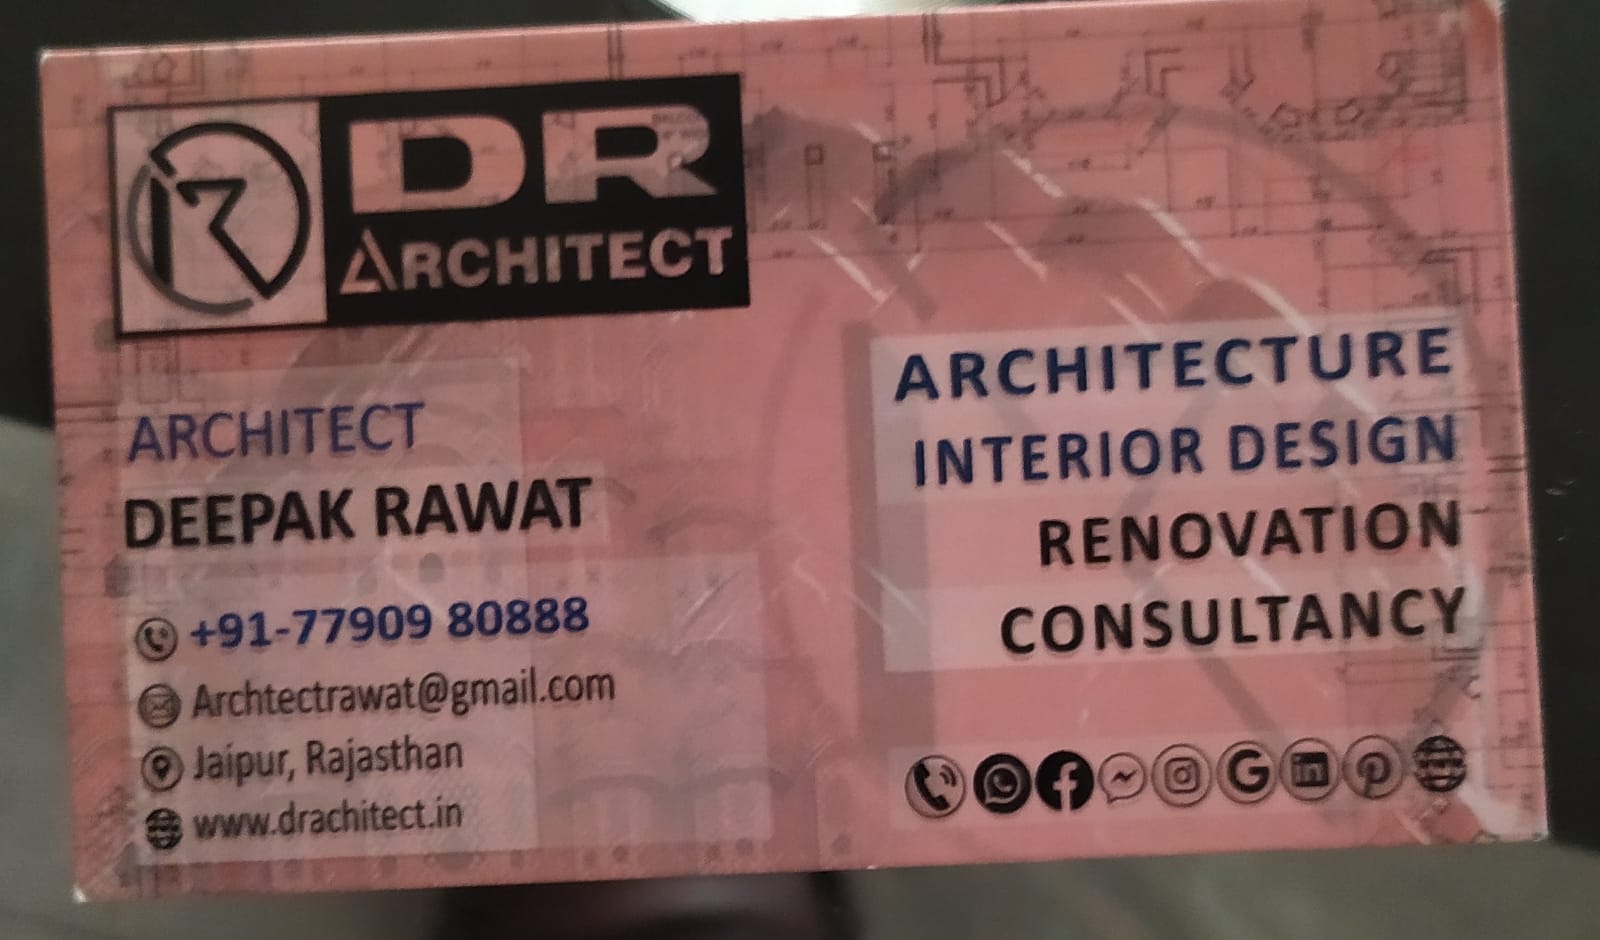 DR
ARCHITECT
ARCHITECT
DEEPAK RAWAT
+91-77909 80888
Archtectrawat@gmail.com
Jaipur, Rajasthan
www.drachitect.in
ARCHITECTURE
INTERIOR DESIGN
RENOVATION
CONSULTANCY